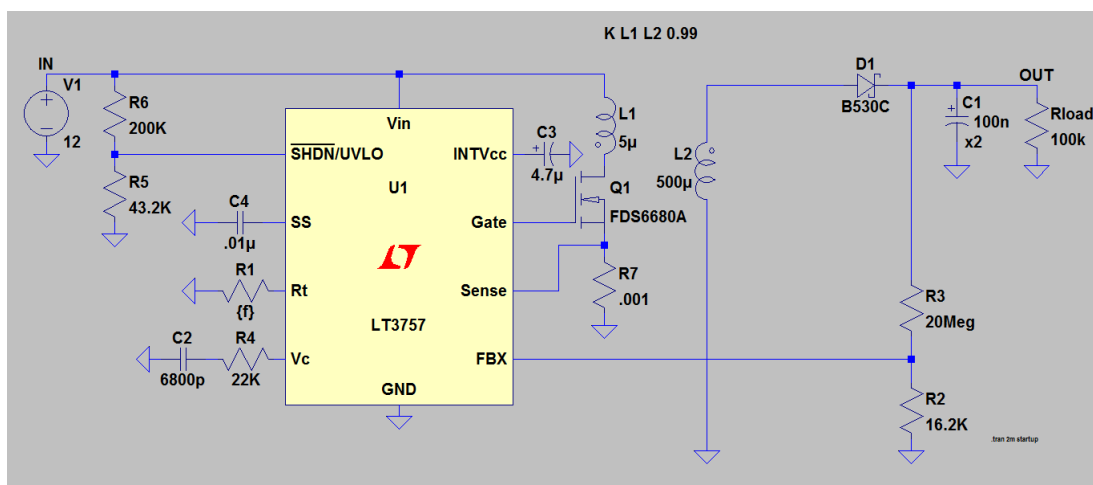 K L1 L2 0.99
IN
V1
12
R6
200K
R5
43.2K
C4
.01µ
R1
{f}
C2
6800p
R4
22K
Vin
SHDN/UVLO
INTVcc
U1
SS
Gate
Rt
Sense
LT3757
Vc
FBX
GND
C3
4.7µ
L1
5µ
Q1
FDS6680A
R7
.001
L2
500µ
D1
B530C
OUT
C1
100n
x2
Rload
100k
R3
20Meg
R2
16.2K
.tran 2m startup